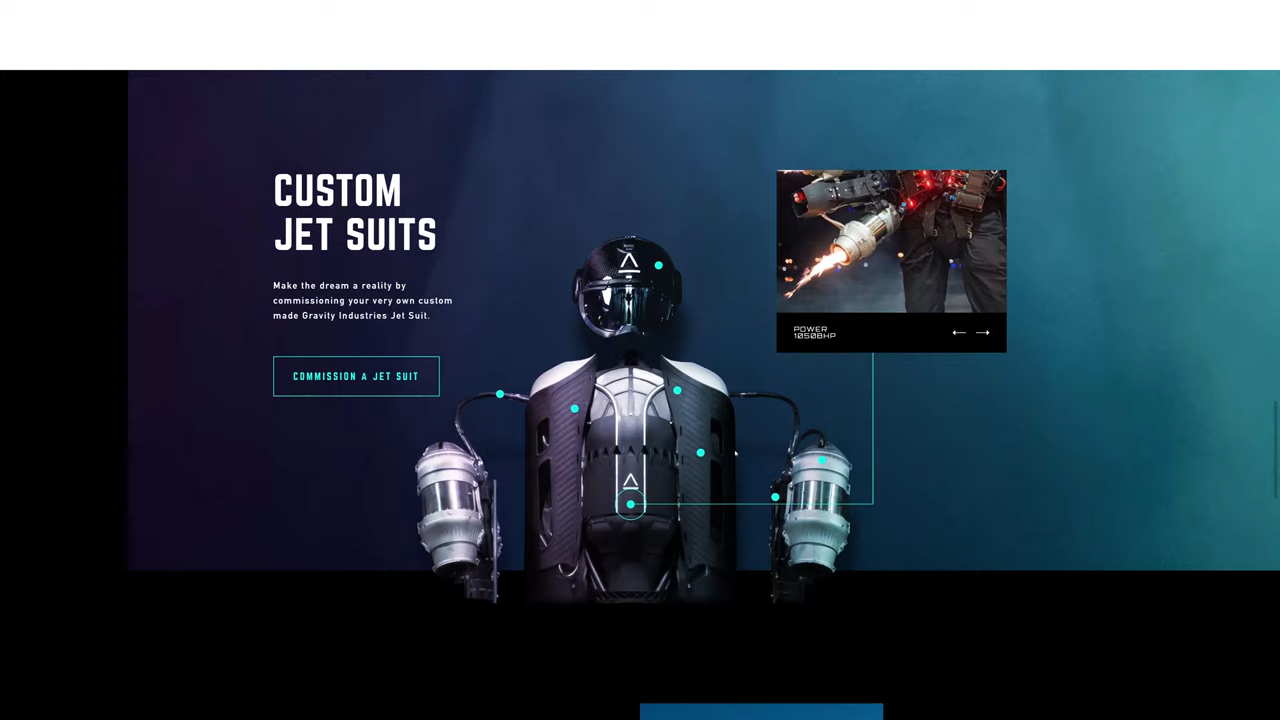 CUSTOM
JET SUITS
Make the dream a reality by
commissioning your very own custom
made Gravity Industries Jet Suit.
COMMISSION A JET SUIT
POWER
1050BHP